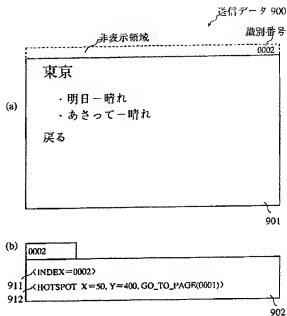 送信データ 900
非表示領域
識別番号
0002
(a)
東京
・明日－晴れ
・あさって－晴れ
戻る
901
(b)
0002
911 <INDEX=0002>
912 <HOTSPOT X=50, Y=400, GO_TO_PAGE(0001)>
902